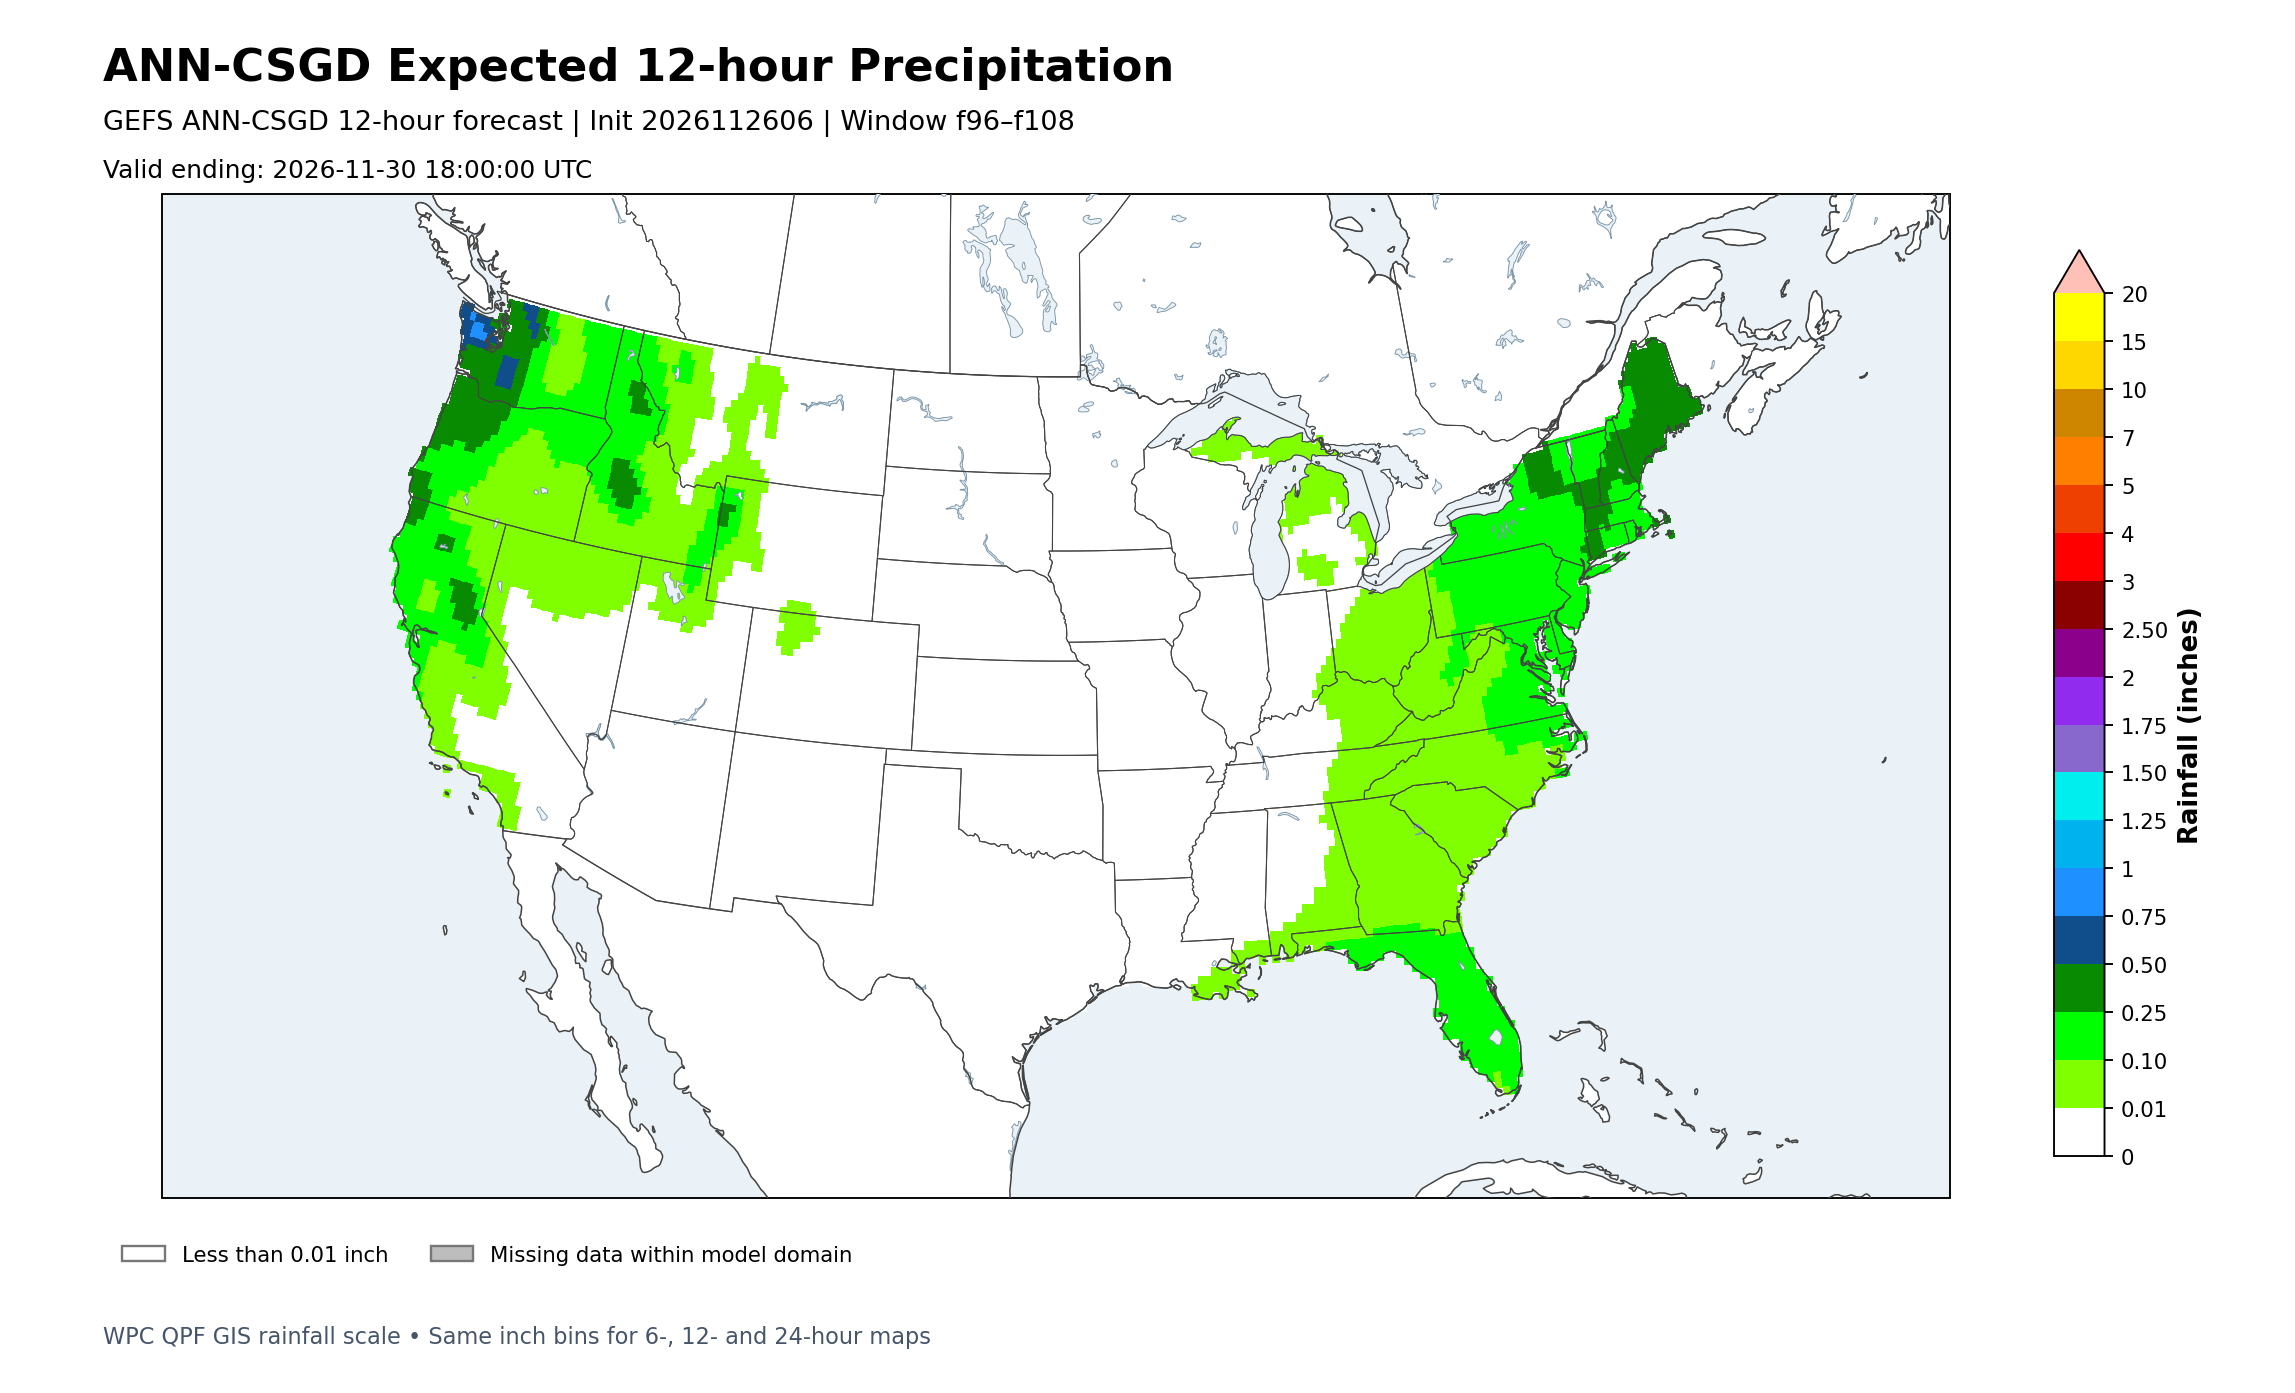 ANN-CSGD Expected 12-hour Precipitation
GEFS ANN-CSGD 12-hour forecast | Init 2026112606 | Window f96–f108
Valid ending: 2026-11-30 18:00:00 UTC
20
15
10
7
5
4
3
2.50
2
1.75
1.50
1.25
1
0.75
0.50
0.25
0.10
0.01
0
Rainfall (inches)
Less than 0.01 inch
Missing data within model domain
WPC QPF GIS rainfall scale • Same inch bins for 6-, 12- and 24-hour maps